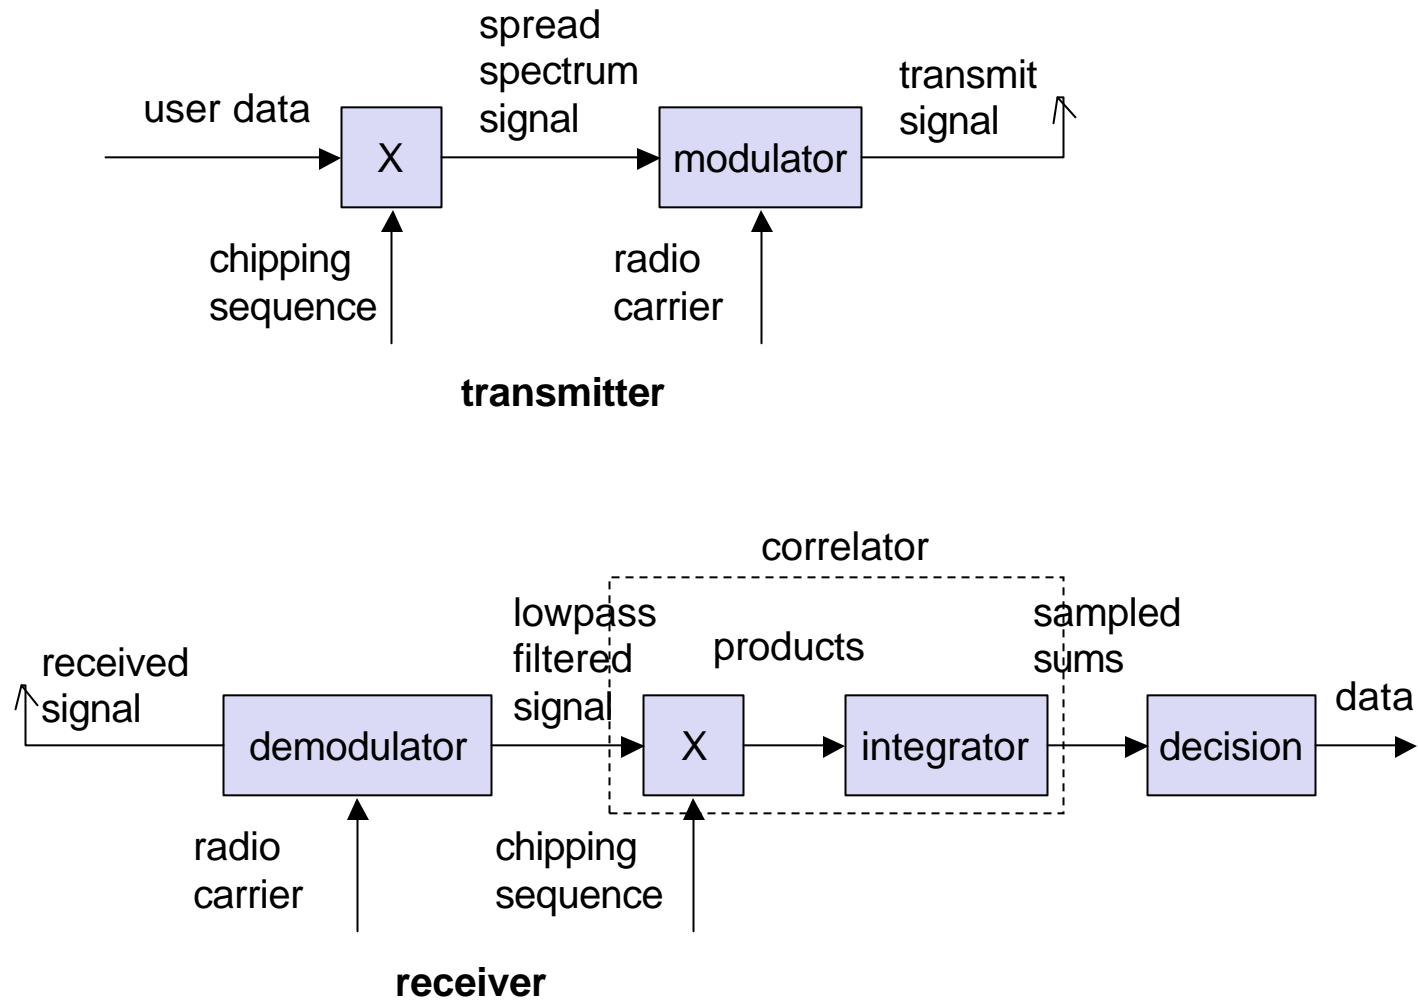 user data
spread
spectrum
signal
transmit
signal
X
modulator
chipping
sequence
radio
carrier
transmitter
correlator
received
signal
lowpass
filtered
signal
products
sampled
sums
data
demodulator
X
integrator
decision
radio
carrier
chipping
sequence
receiver